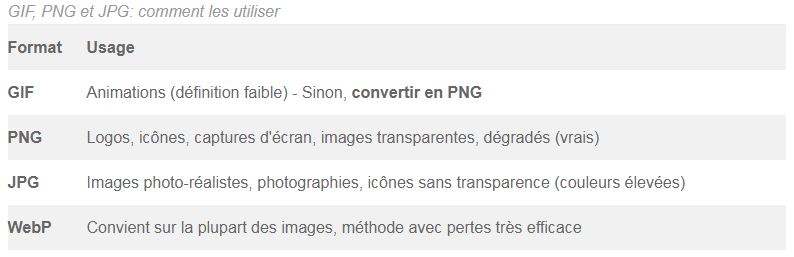 GIF, PNG et JPG: comment les utiliser
Format Usage
GIF Animations (définition faible) - Sinon, convertir en PNG
PNG Logos, icônes, captures d'écran, images transparentes, dégradés (vrais)
JPG Images photo-réalistes, photographies, icônes sans transparence (couleurs élevées)
WebP Convient sur la plupart des images, méthode avec pertes très efficace